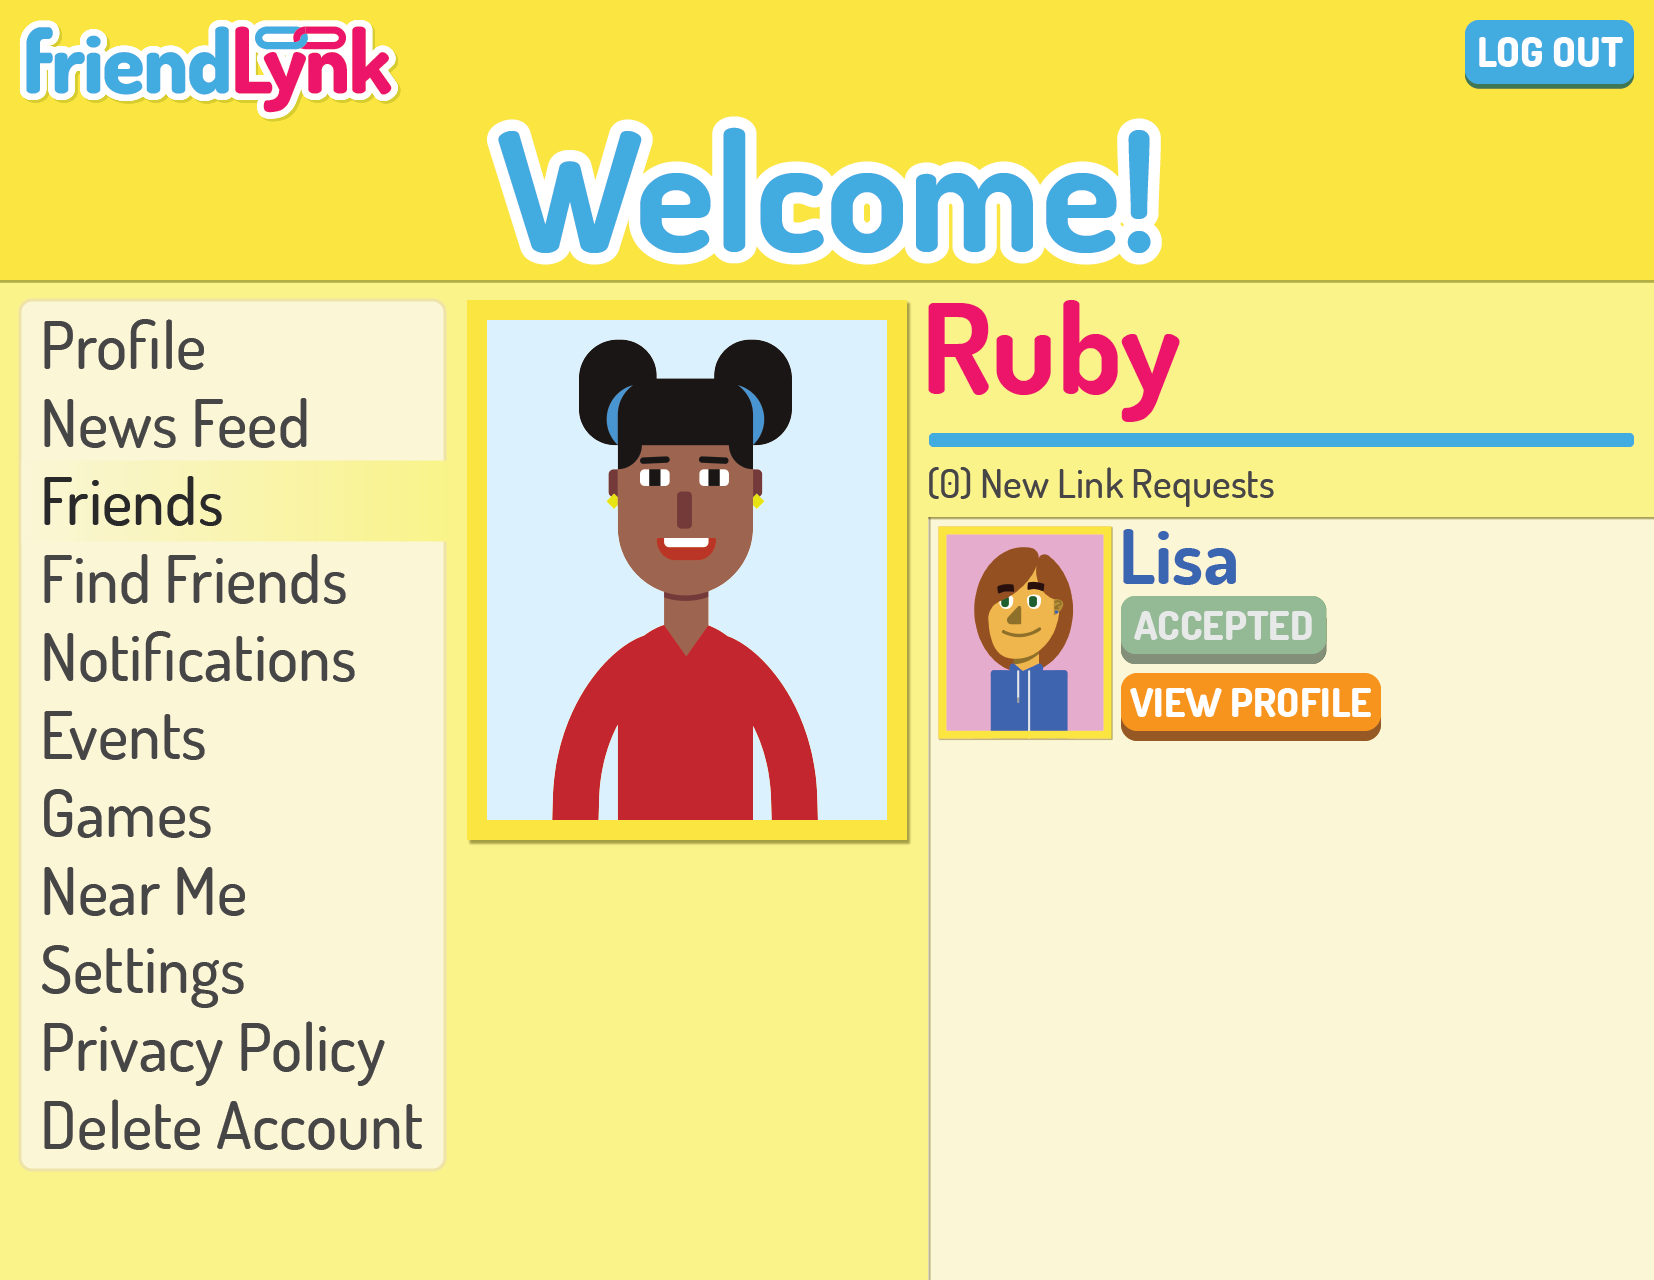 friendLynk
LOG OUT
Welcome!
Profile
News Feed
Friends
Find Friends
Notifications
Events
Games
Near Me
Settings
Privacy Policy
Delete Account
Ruby
(0) New Link Requests
Lisa
ACCEPTED
VIEW PROFILE